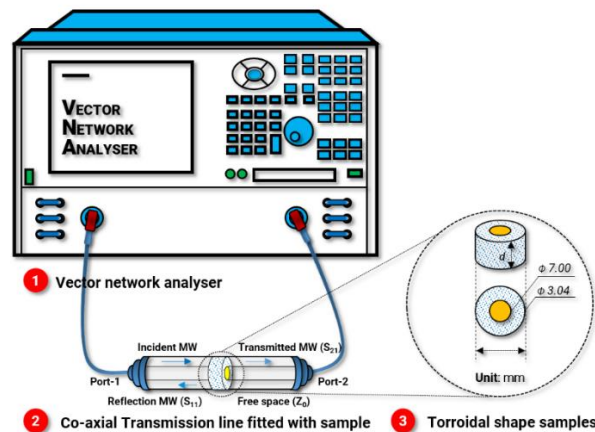 VECTOR
NETWORK
ANALYSER
1 Vector network analyser
d
ϕ 7.00
ϕ 3.04
Unit: mm
Incident MW
Transmitted MW (S21)
Port-1
Port-2
Reflection MW (S11)
Free space (Z0)
2 Co-axial Transmission line fitted with sample
3 Torroidal shape samples